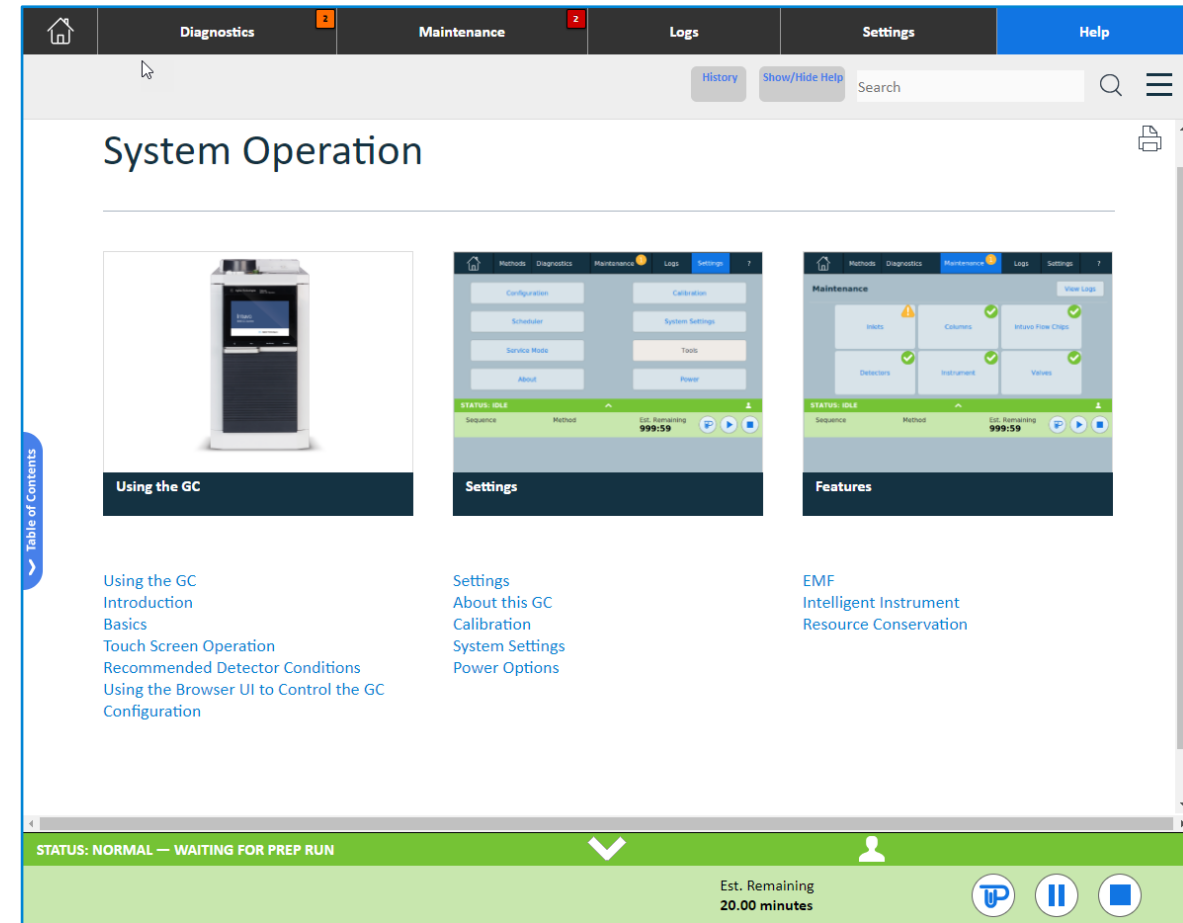 Diagnostics
2
Maintenance
2
Logs
Settings
Help
History
Show/Hide Help
Search
System Operation
Using the GC
Methods
Diagnostics
Maintenance
Logs
Settings
?
Configuration
Calibration
Scheduler
System Settings
Service Mode
Tools
About
Power
STATUS: IDLE
Sequence
Method
Est. Remaining
999:59
Settings
Methods
Diagnostics
Maintenance
Logs
Settings
?
Maintenance
View Logs
Inlets
Columns
Intuvo Flow Chips
Detectors
Instrument
Valves
STATUS: IDLE
Sequence
Method
Est. Remaining
999:59
Features
Table of Contents
Using the GC
Introduction
Basics
Touch Screen Operation
Recommended Detector Conditions
Using the Browser UI to Control the GC
Configuration
Settings
About this GC
Calibration
System Settings
Power Options
EMF
Intelligent Instrument
Resource Conservation
STATUS: NORMAL — WAITING FOR PREP RUN
Est. Remaining
20.00 minutes